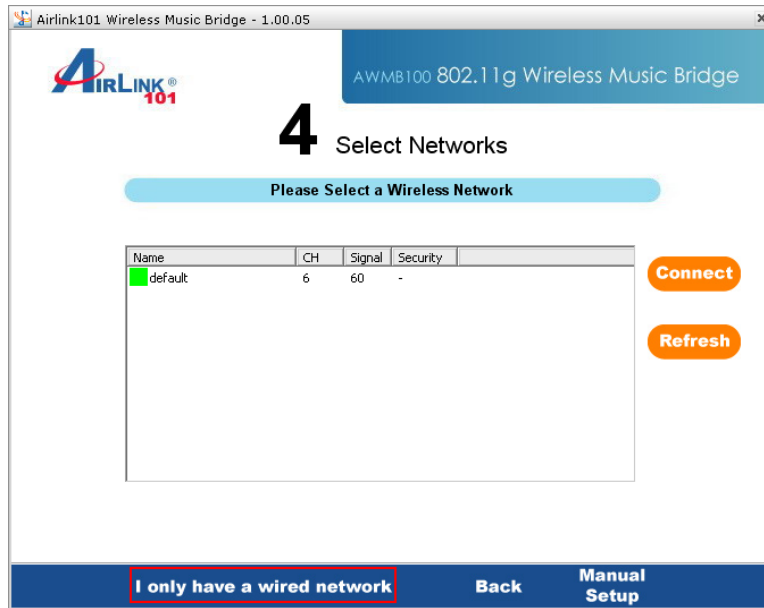 Airlink101 Wireless Music Bridge - 1.00.05
AIRLINK®
101
AWMB100 802.11g Wireless Music Bridge
4 Select Networks
Please Select a Wireless Network
Name CH Signal Security
default 6 60 -
Connect
Refresh
I only have a wired network
Back
Manual
Setup